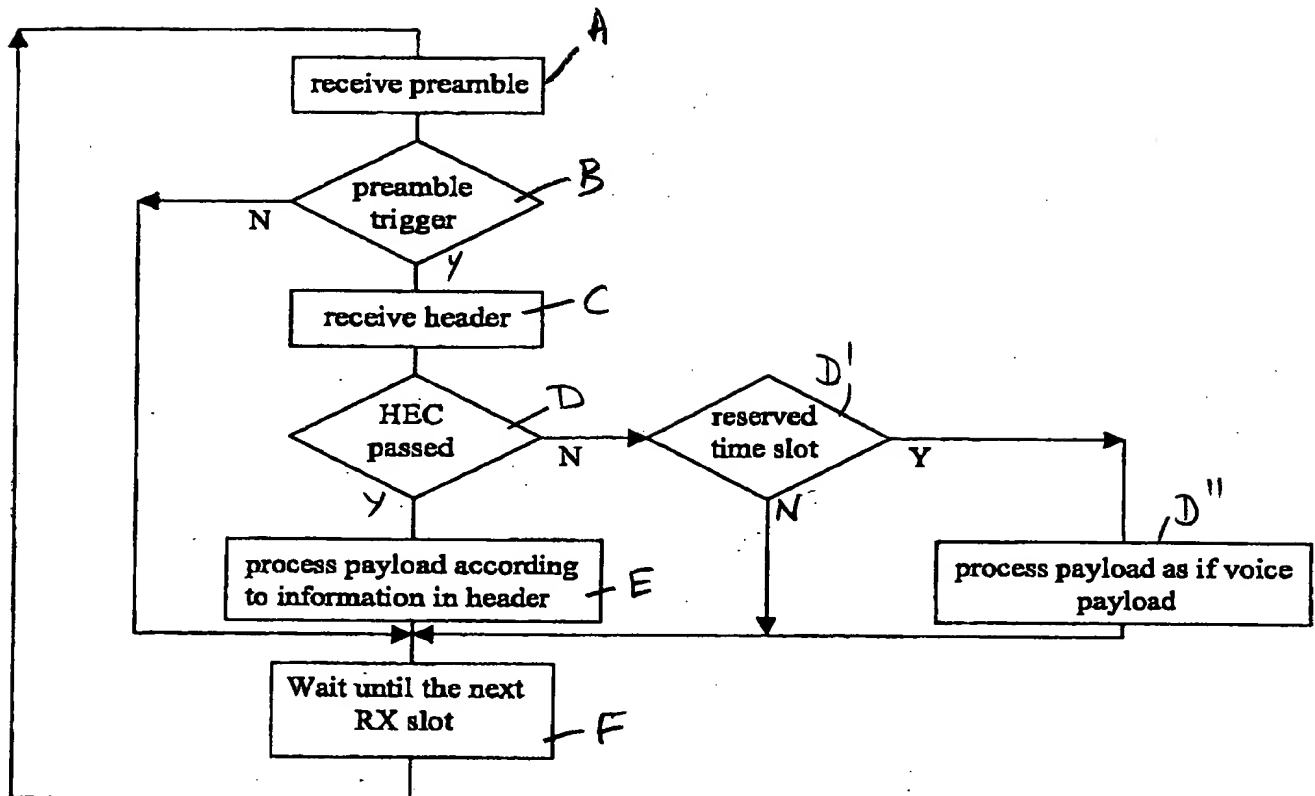 A
receive preamble
preamble
trigger
B
N
Y
receive header
C
HEC
passed
D
N
Y
reserved
time slot
D'
Y
N
process payload according
to information in header
E
process payload as if voice
payload
D"
Wait until the next
RX slot
F